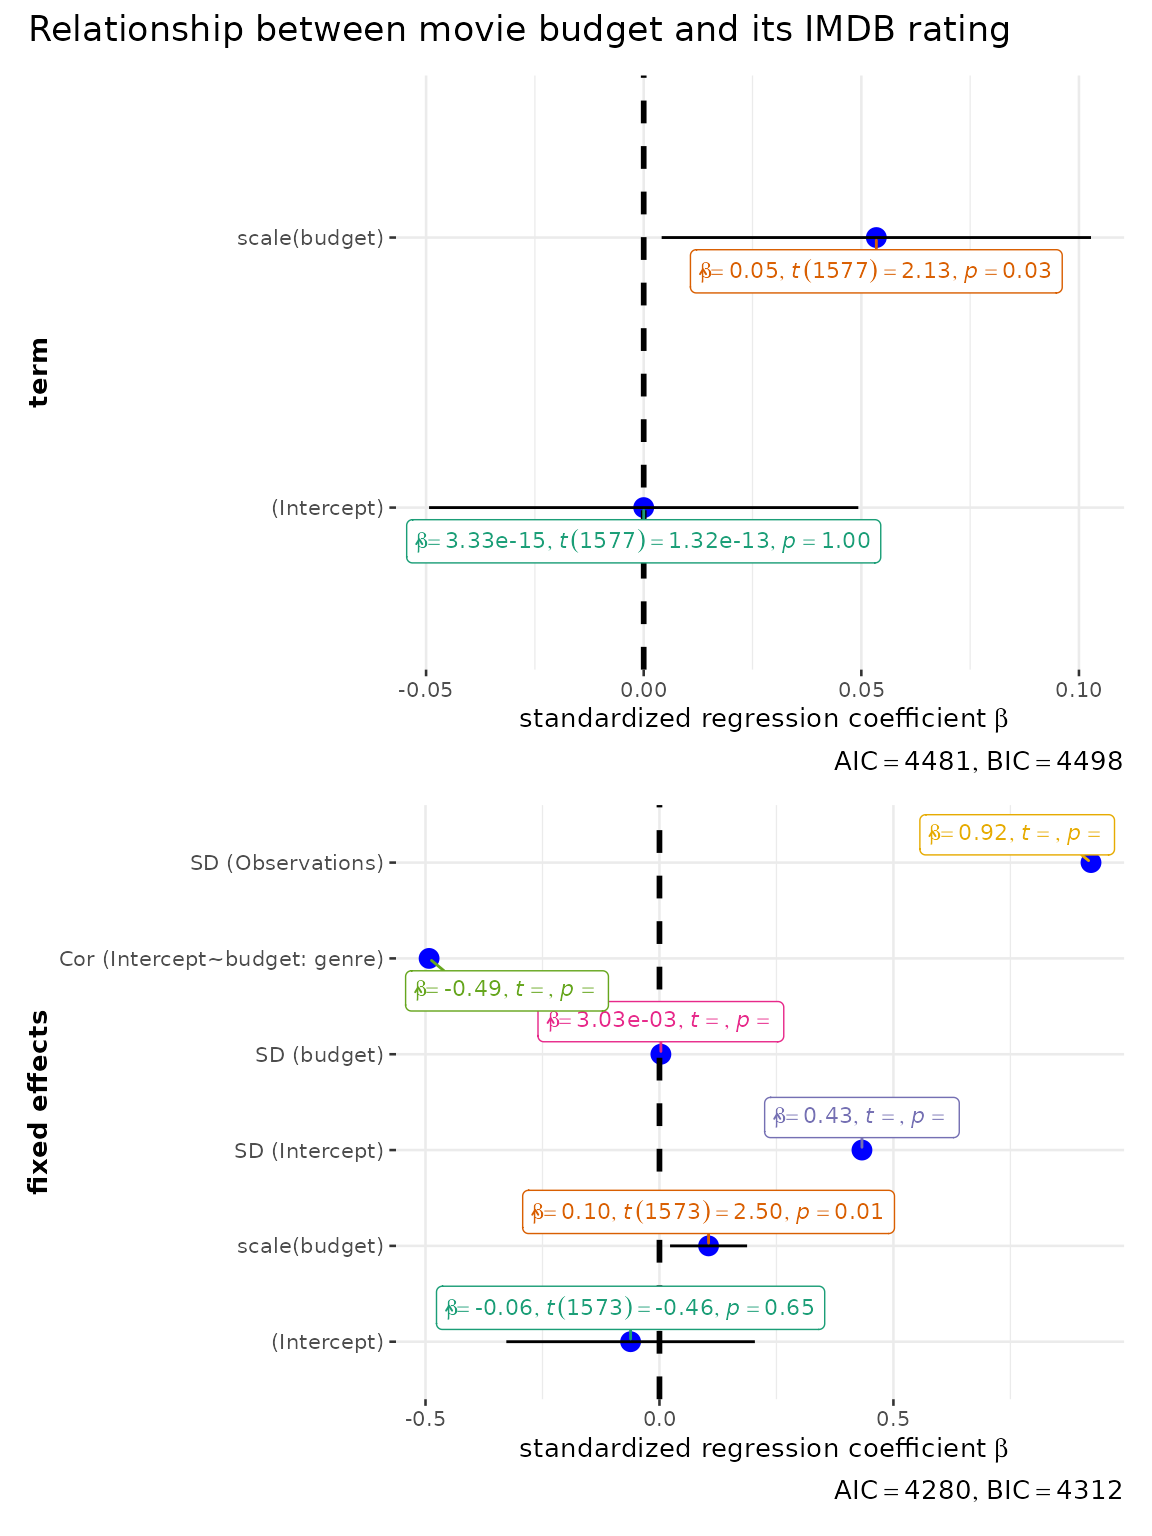 Relationship between movie budget and its IMDB rating
term
scale(budget)
β̂ = 0.05, t(1577) = 2.13, p = 0.03
(Intercept)
β̂ = 3.33e-15, t(1577) = 1.32e-13, p = 1.00
-0.05 0.00 0.05 0.10
standardized regression coefficient β
AIC = 4481, BIC = 4498
fixed effects
β̂ = 0.92, t = , p =
SD (Observations)
Cor (Intercept~budget: genre)
β̂ = -0.49, t = , p =
β̂ = 3.03e-03, t = , p =
SD (budget)
β̂ = 0.43, t = , p =
SD (Intercept)
β̂ = 0.10, t(1573) = 2.50, p = 0.01
scale(budget)
β̂ = -0.06, t(1573) = -0.46, p = 0.65
(Intercept)
-0.5 0.0 0.5
standardized regression coefficient β
AIC = 4280, BIC = 4312